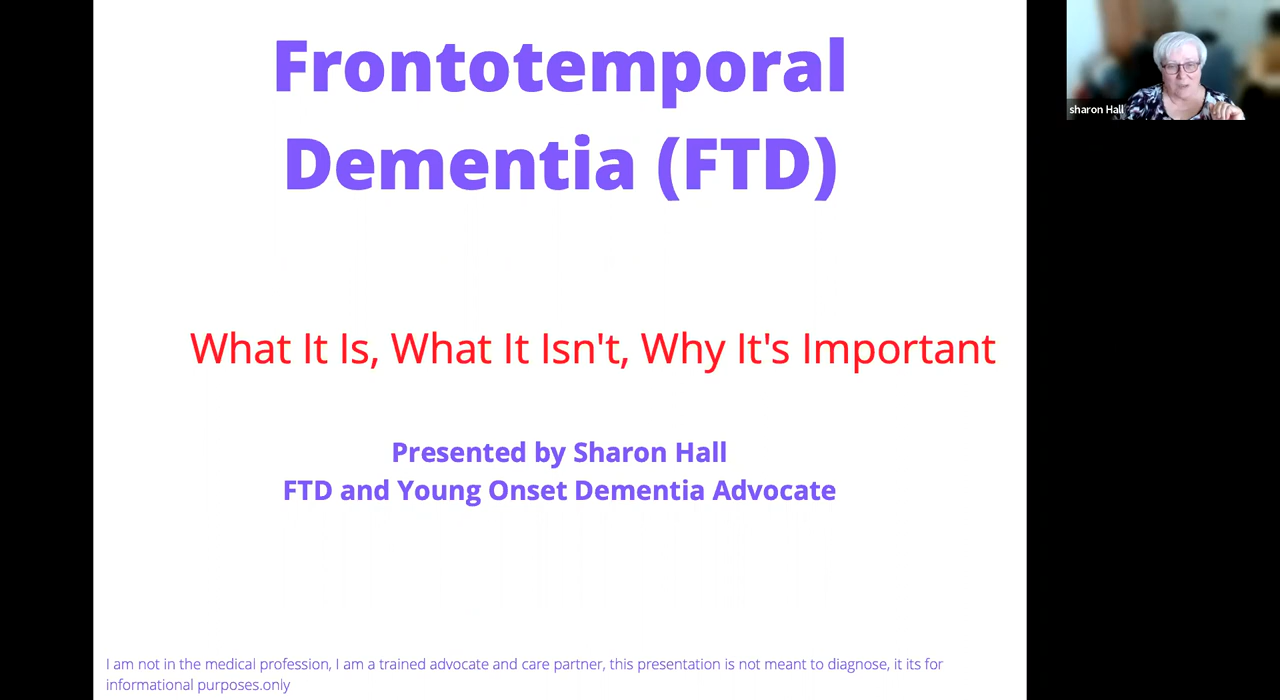 Frontotemporal
Dementia (FTD)
What It Is, What It Isn't, Why It's Important
Presented by Sharon Hall
FTD and Young Onset Dementia Advocate
I am not in the medical profession, I am a trained advocate and care partner, this presentation is not meant to diagnose, it its for
informational purposes.only
sharon Hall